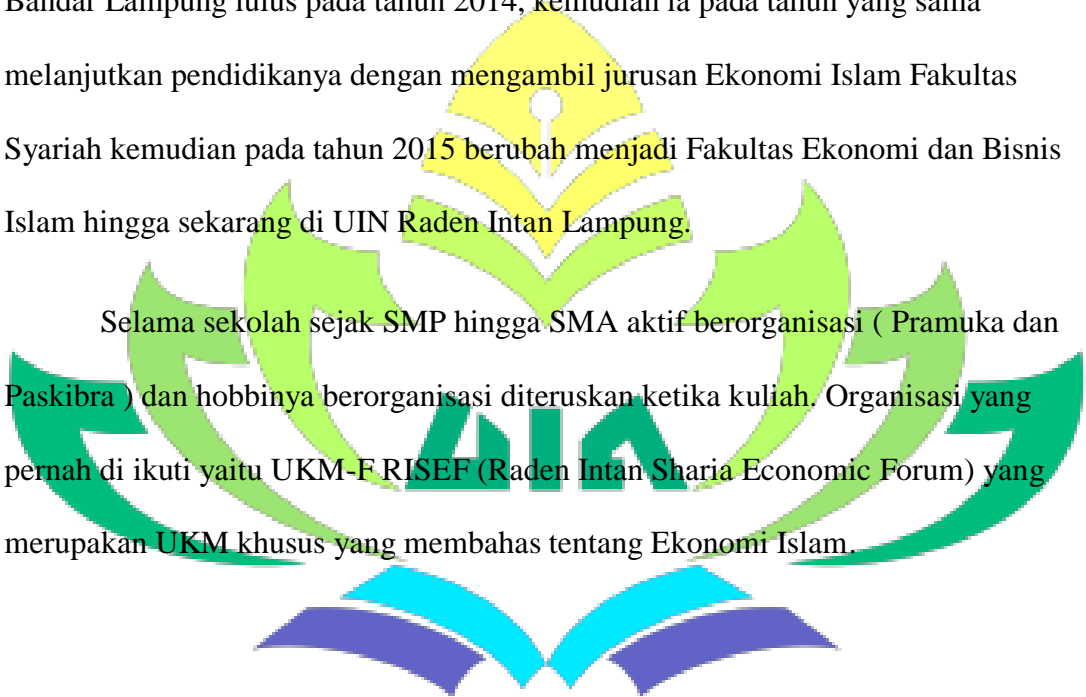 Bandar Lampung lulus pada tahun 2014, kemudian ia pada tahun yang sama
melanjutkan pendidikanya dengan mengambil jurusan Ekonomi Islam Fakultas
Syariah kemudian pada tahun 2015 berubah menjadi Fakultas Ekonomi dan Bisnis
Islam hingga sekarang di UIN Raden Intan Lampung.
Selama sekolah sejak SMP hingga SMA aktif berorganisasi ( Pramuka dan
Paskibra ) dan hobbinya berorganisasi diteruskan ketika kuliah. Organisasi yang
pernah di ikuti yaitu UKM-F RISEF (Raden Intan Sharia Economic Forum) yang
merupakan UKM khusus yang membahas tentang Ekonomi Islam.